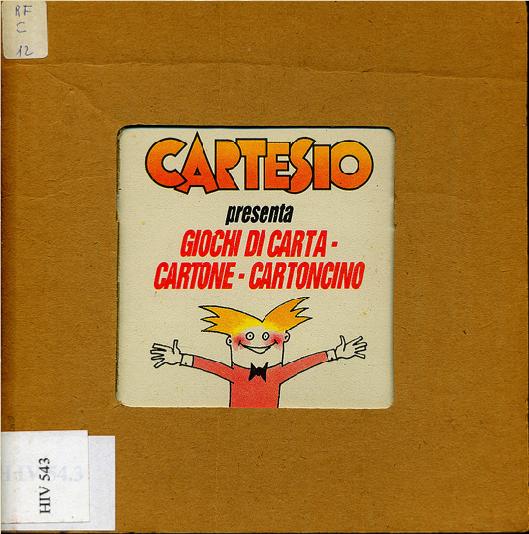 RF
C
12
CARTESIO
presenta
GIOCHI DI CARTA -
CARTONE - CARTONCINO
HIV 543